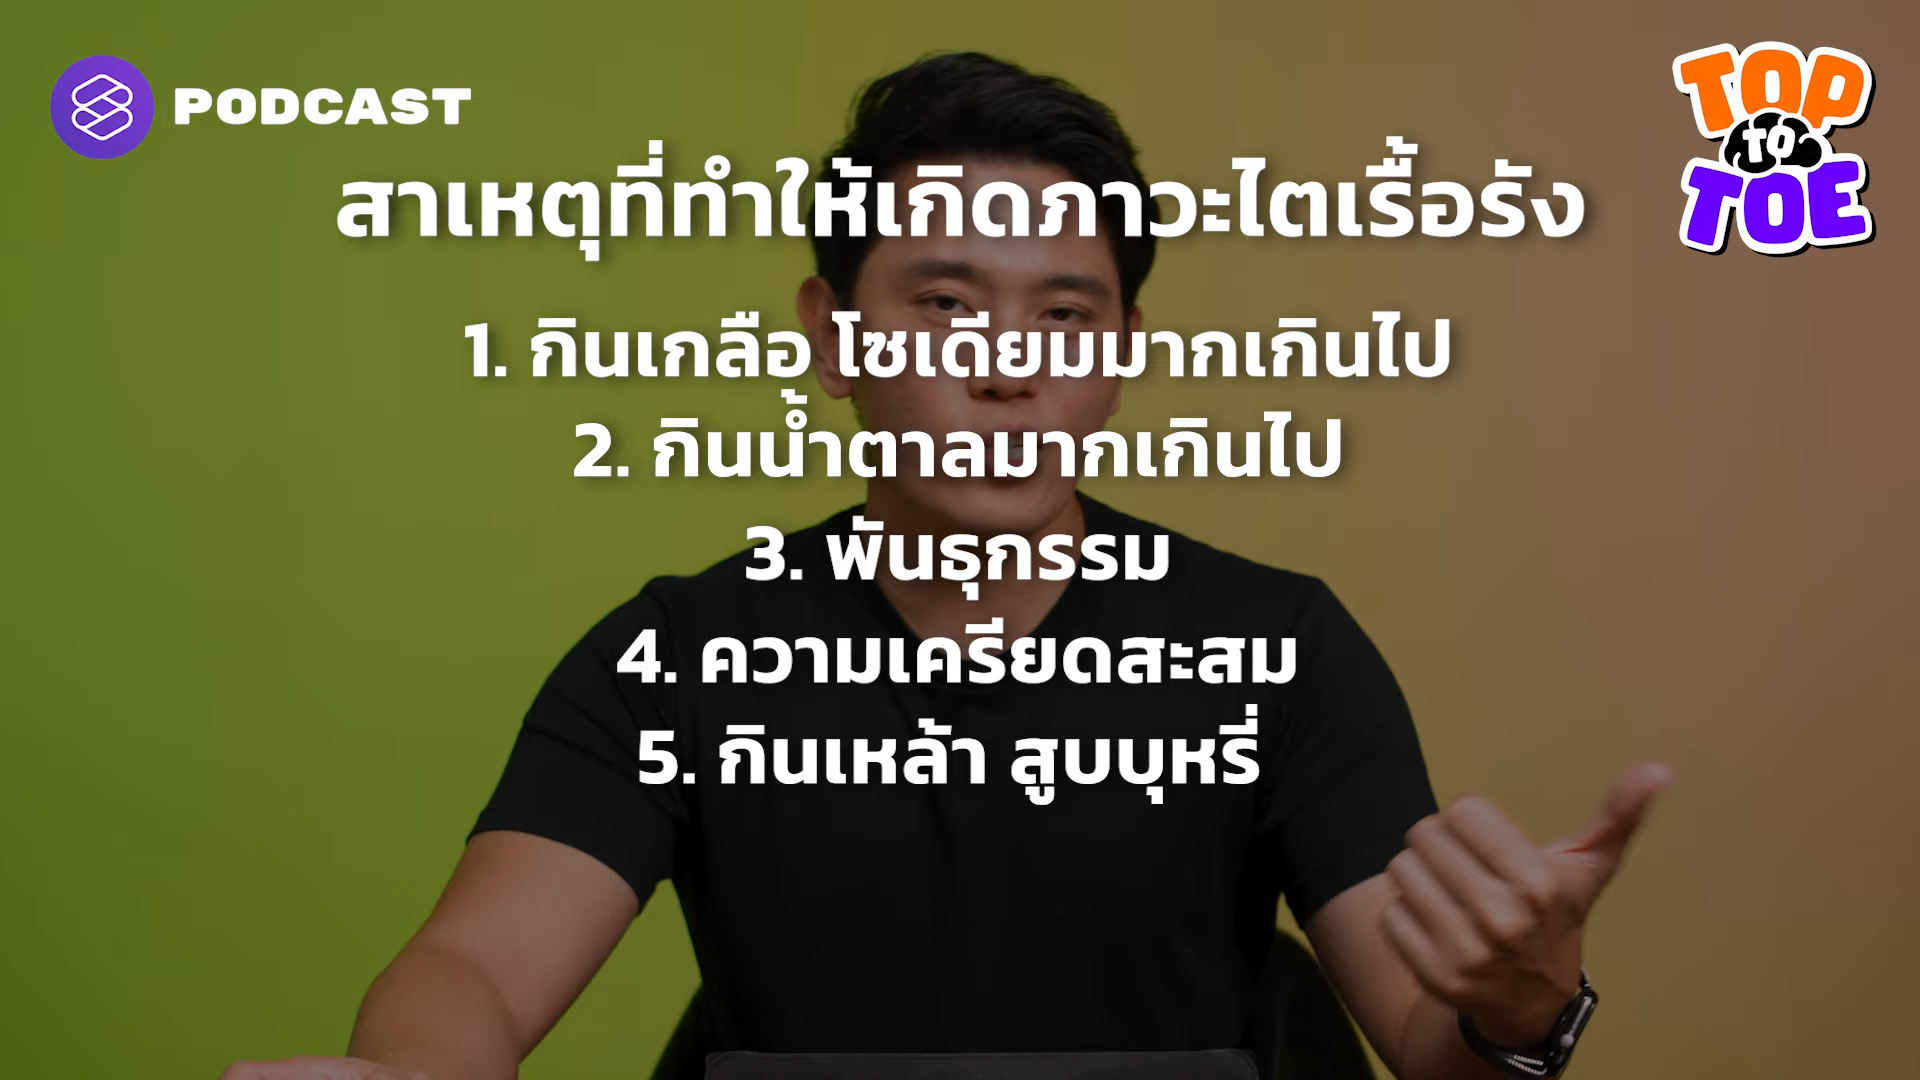 PODCAST
TOP
TO
TOE
สาเหตุที่ทำให้เกิดภาวะไตเรื้อรัง
1. กินเกลือ โซเดียมมากเกินไป
2. กินน้ำตาลมากเกินไป
3. พันธุกรรม
4. ความเครียดสะสม
5. กินเหล้า สูบบุหรี่